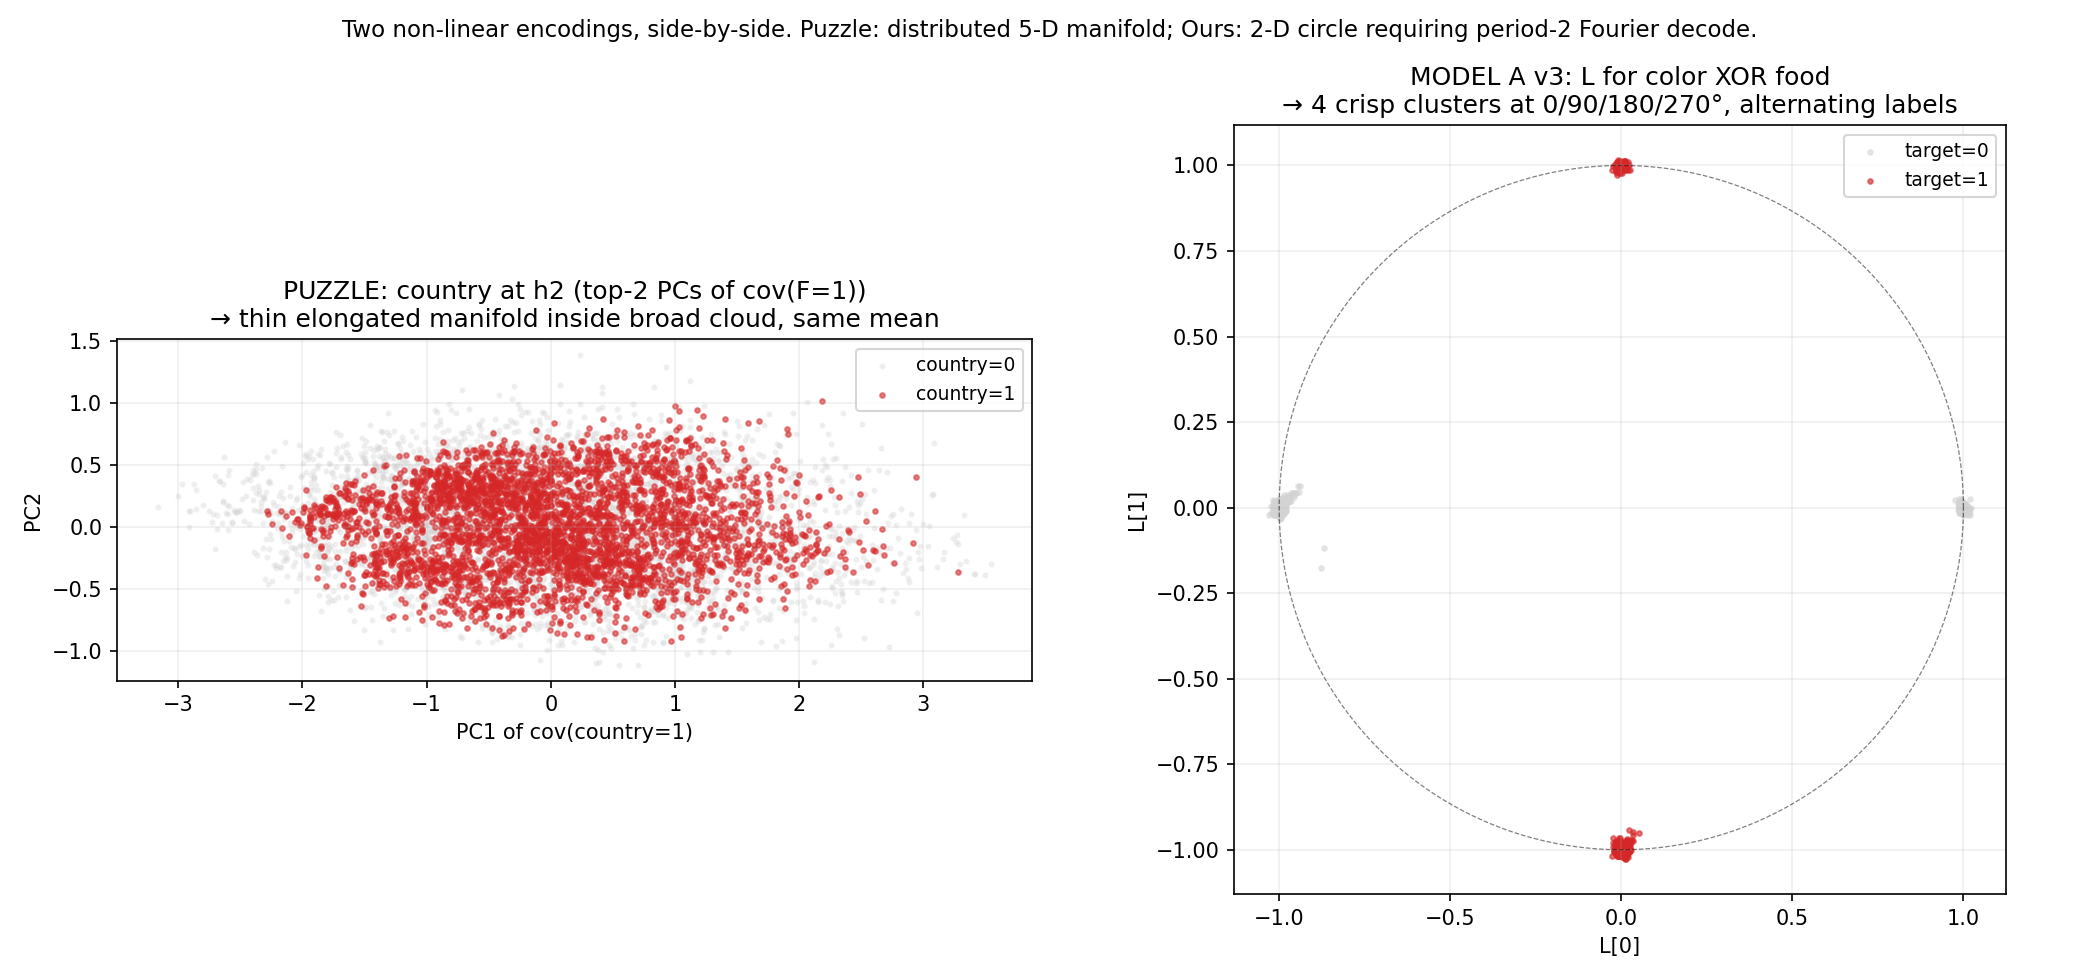 Two non-linear encodings, side-by-side. Puzzle: distributed 5-D manifold; Ours: 2-D circle requiring period-2 Fourier decode.
PUZZLE: country at h2 (top-2 PCs of cov(F=1))
→ thin elongated manifold inside broad cloud, same mean
country=0
country=1
1.5
1.0
0.5
0.0
−0.5
−1.0
PC2
−3
−2
−1
0
1
2
3
PC1 of cov(country=1)
MODEL A v3: L for color XOR food
→ 4 crisp clusters at 0/90/180/270°, alternating labels
target=0
target=1
1.00
0.75
0.50
0.25
0.00
−0.25
−0.50
−0.75
−1.00
L[1]
−1.0
−0.5
0.0
0.5
1.0
L[0]